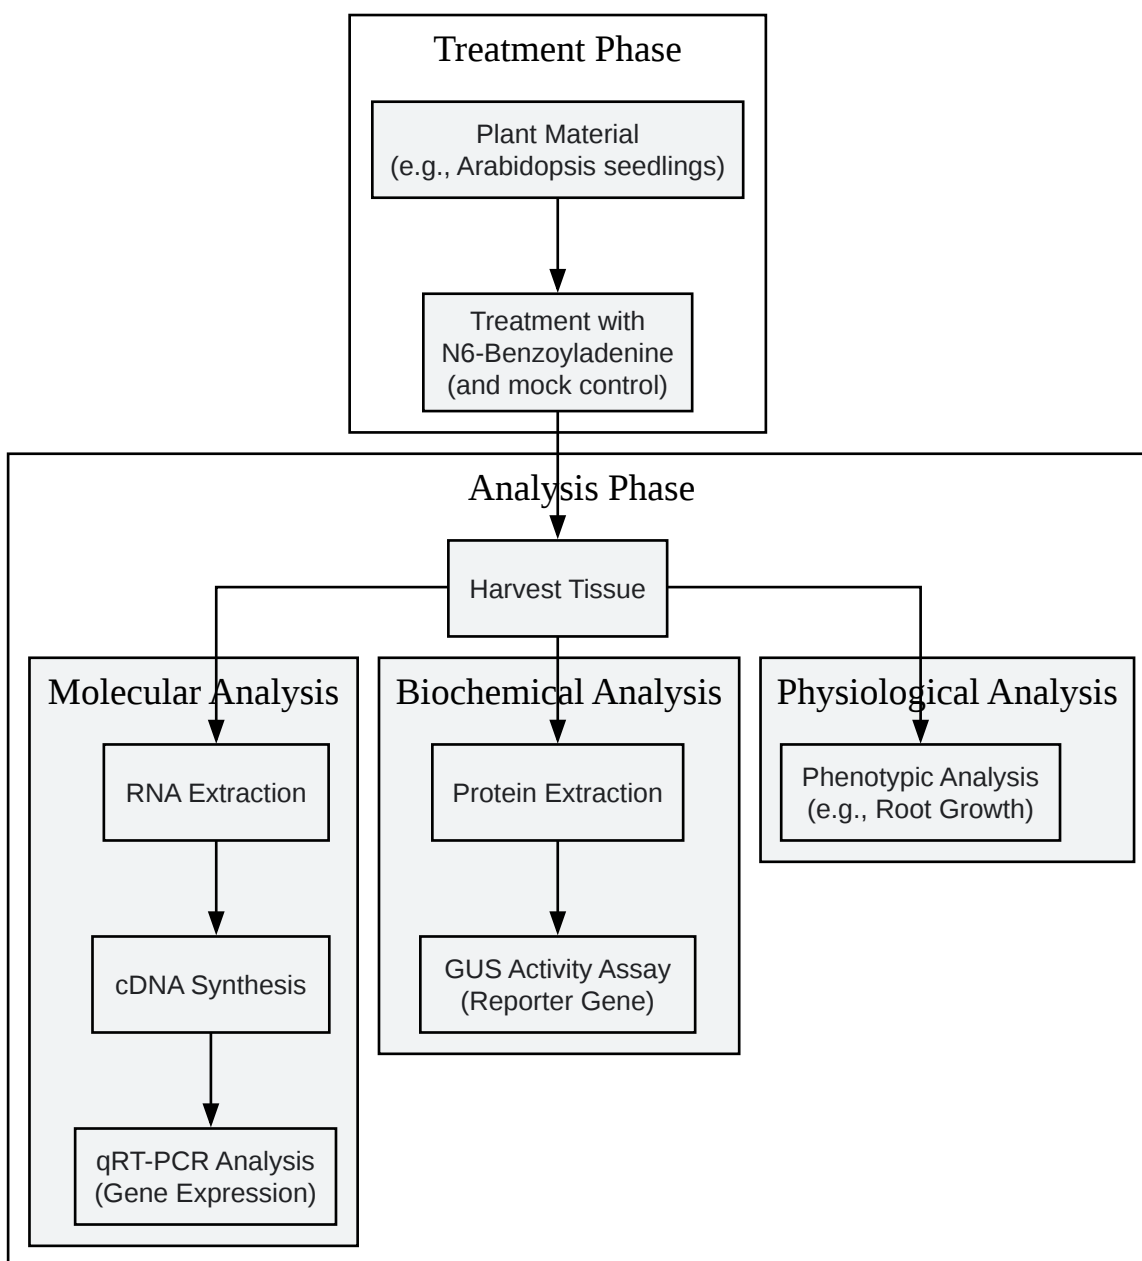 Treatment Phase
Plant Material
(e.g., Arabidopsis seedlings)
Treatment with
N6-Benzoyladenine
(and mock control)
Analysis Phase
Harvest Tissue
Molecular Analysis
RNA Extraction
cDNA Synthesis
qRT-PCR Analysis
(Gene Expression)
Biochemical Analysis
Protein Extraction
GUS Activity Assay
(Reporter Gene)
Physiological Analysis
Phenotypic Analysis
(e.g., Root Growth)